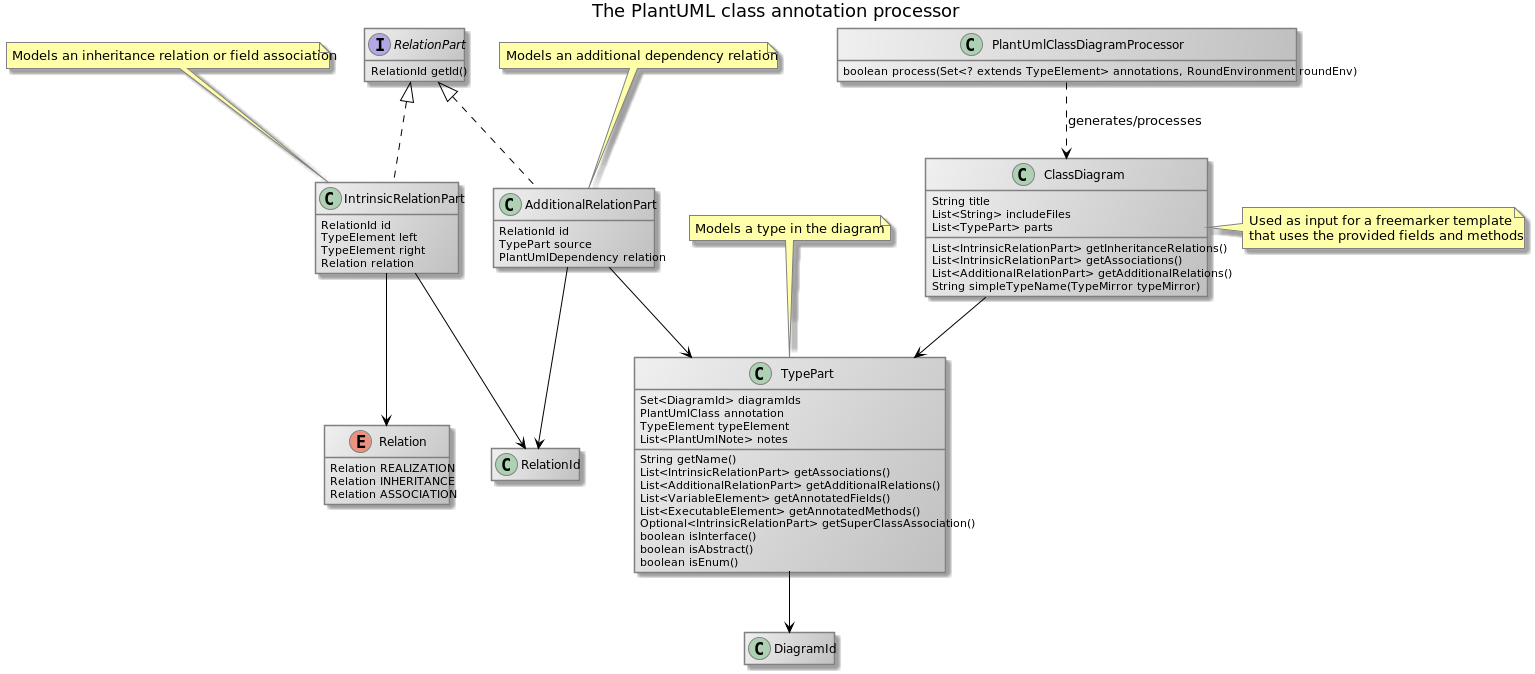 The PlantUML class annotation processor
Models an inheritance relation or field association
I RelationPart
RelationId getId()
Models an additional dependency relation
C PlantUmlClassDiagramProcessor
boolean process(Set<? extends TypeElement> annotations, RoundEnvironment roundEnv)
generates/processes
C IntrinsicRelationPart
RelationId id
TypeElement left
TypeElement right
Relation relation
C AdditionalRelationPart
RelationId id
TypePart source
PlantUmlDependency relation
Models a type in the diagram
C ClassDiagram
String title
List<String> includeFiles
List<TypePart> parts
List<IntrinsicRelationPart> getInheritanceRelations()
List<IntrinsicRelationPart> getAssociations()
List<AdditionalRelationPart> getAdditionalRelations()
String simpleTypeName(TypeMirror typeMirror)
Used as input for a freemarker template
that uses the provided fields and methods
C TypePart
Set<DiagramId> diagramIds
PlantUmlClass annotation
TypeElement typeElement
List<PlantUmlNote> notes
String getName()
List<IntrinsicRelationPart> getAssociations()
List<AdditionalRelationPart> getAdditionalRelations()
List<VariableElement> getAnnotatedFields()
List<ExecutableElement> getAnnotatedMethods()
Optional<IntrinsicRelationPart> getSuperClassAssociation()
boolean isInterface()
boolean isAbstract()
boolean isEnum()
E Relation
Relation REALIZATION
Relation INHERITANCE
Relation ASSOCIATION
C RelationId
C DiagramId